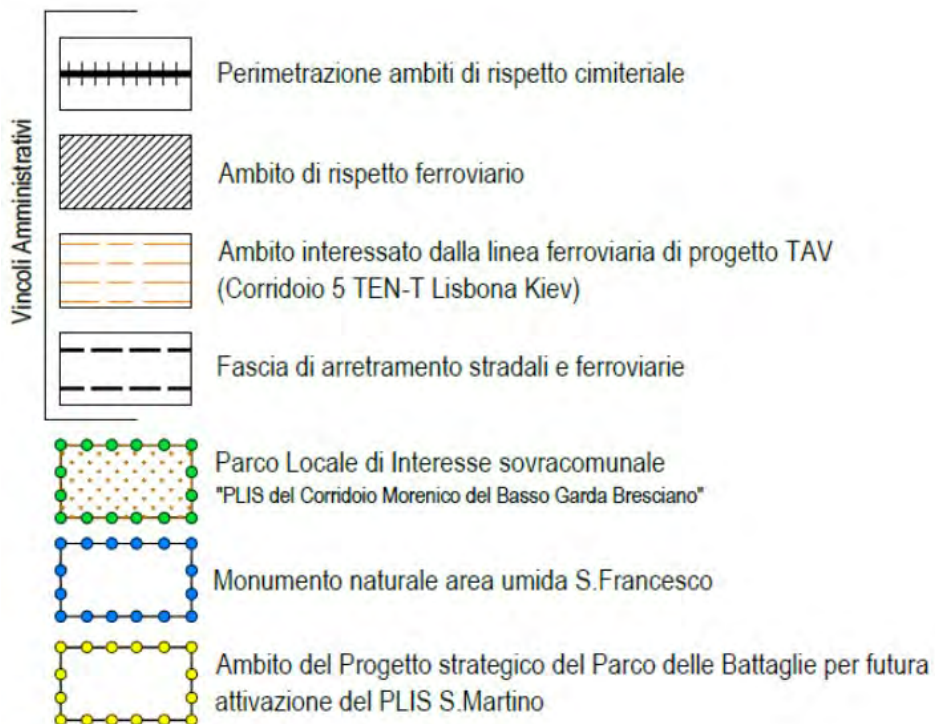 Vincoli Amministrativi
Perimetrazione ambiti di rispetto cimiteriale
Ambito di rispetto ferroviario
Ambito interessato dalla linea ferroviaria di progetto TAV
(Corridoio 5 TEN-T Lisbona Kiev)
Fascia di arretramento stradali e ferroviarie
Parco Locale di Interesse sovracomunale
"PLIS del Corridoio Morenico del Basso Garda Bresciano"
Monumento naturale area umida S.Francesco
Ambito del Progetto strategico del Parco delle Battaglie per futura
attivazione del PLIS S.Martino